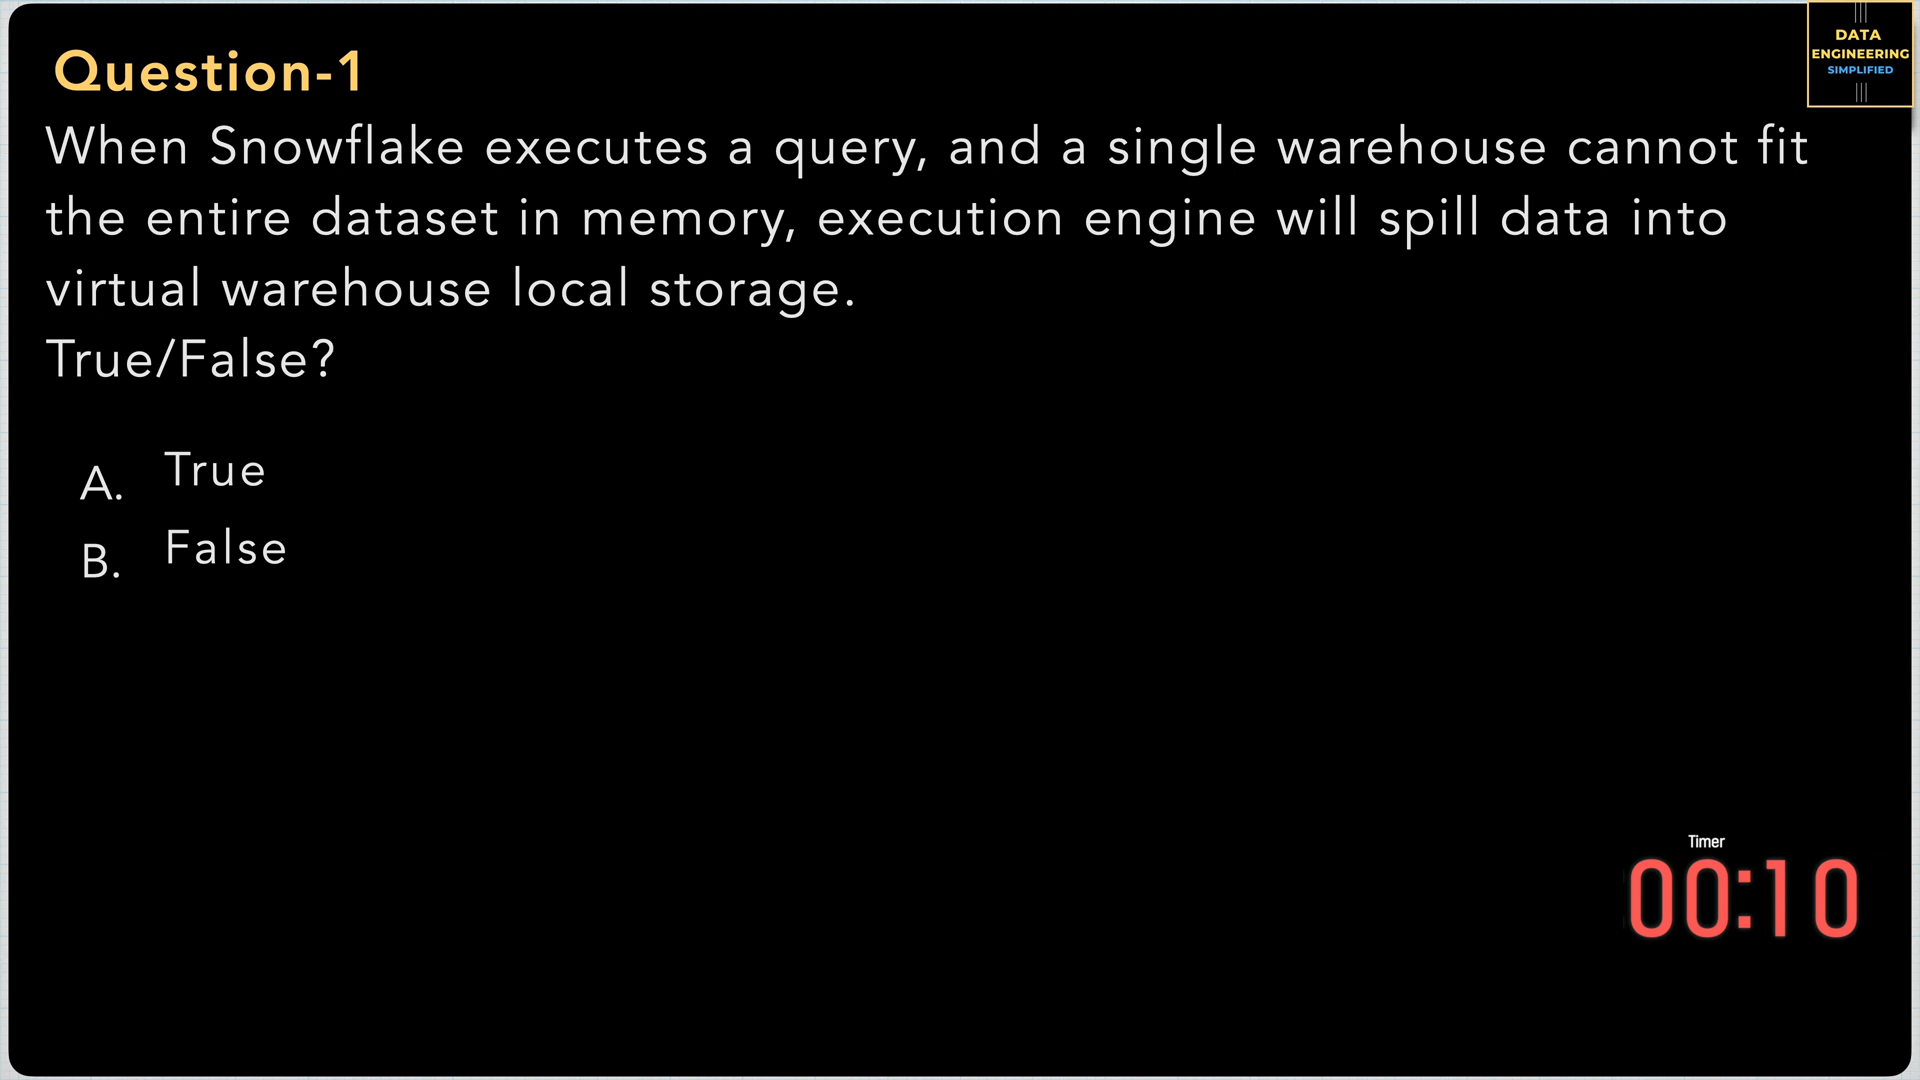 DATA
ENGINEERING
SIMPLIFIED
Question-1
When Snowflake executes a query, and a single warehouse cannot fit
the entire dataset in memory, execution engine will spill data into
virtual warehouse local storage.
True/False?
A. True
B. False
Timer
00:10